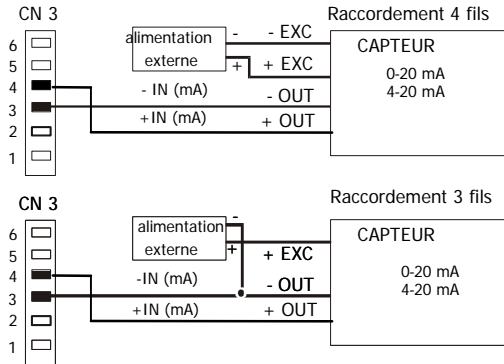 CN 3
Raccordement 4 fils
6
5
4
3
2
1
alimentation
externe
-
+
- EXC
+ EXC
- IN (mA)
+IN (mA)
- OUT
+ OUT
CAPTEUR
0-20 mA
4-20 mA
CN 3
Raccordement 3 fils
6
5
4
3
2
1
alimentation
externe
-
+
+ EXC
-IN (mA)
+IN (mA)
- OUT
+ OUT
CAPTEUR
0-20 mA
4-20 mA